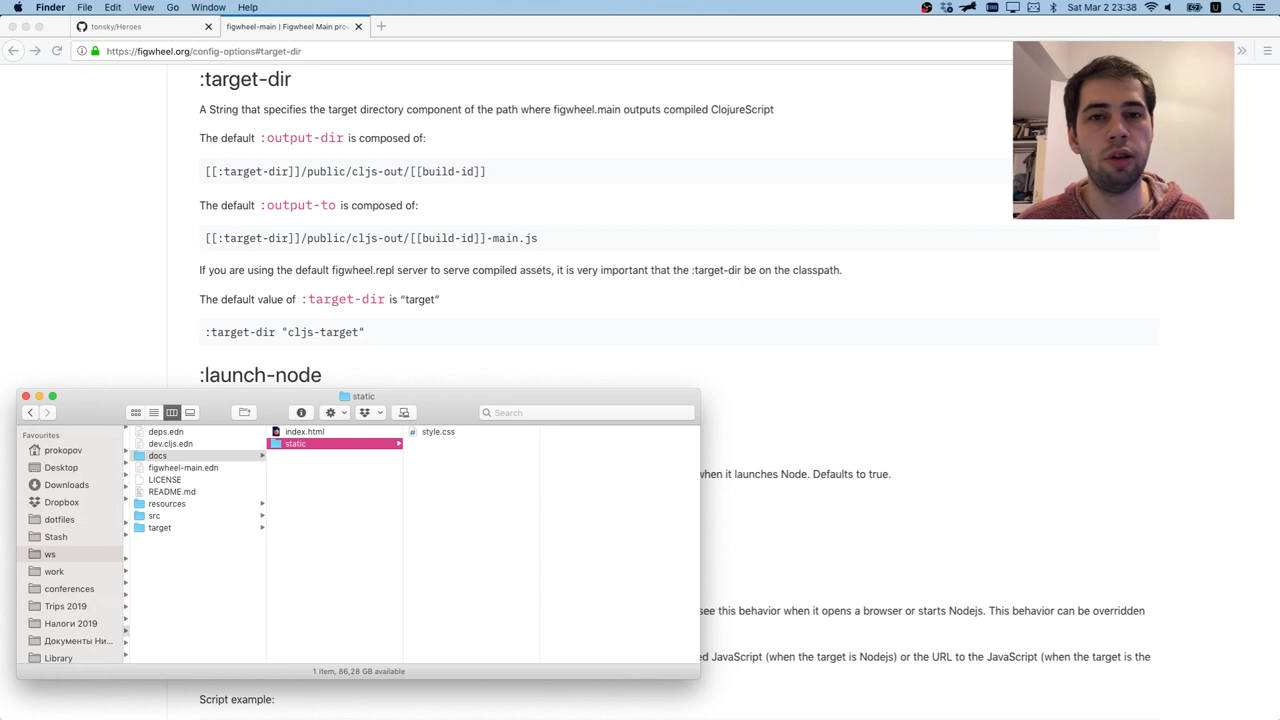 Finder File Edit View Go Window Help
Sat Mar 2 23:38
tonsky/Heroes
figwheel-main | Figwheel Main pro
https://figwheel.org/config-options#target-dir
:target-dir
A String that specifies the target directory component of the path where figwheel.main outputs compiled ClojureScript
The default :output-dir is composed of:
[[:target-dir]]/public/cljs-out/[[build-id]]
The default :output-to is composed of:
[[:target-dir]]/public/cljs-out/[[build-id]]-main.js
If you are using the default figwheel.repl server to serve compiled assets, it is very important that the :target-dir be on the classpath.
The default value of :target-dir is “target”
:target-dir "cljs-target"
:launch-node
when it launches Node. Defaults to true.
see this behavior when it opens a browser or starts Nodejs. This behavior can be overridden
ed JavaScript (when the target is Nodejs) or the URL to the JavaScript (when the target is the
Script example:
static
Search
Favourites
prokopov
Desktop
Downloads
Dropbox
dotfiles
Stash
ws
work
conferences
Trips 2019
Налоги 2019
Документы Ни...
Library
deps.edn
dev.cljs.edn
docs
figwheel-main.edn
LICENSE
README.md
resources
src
target
index.html
static
style.css
1 item, 86,28 GB available